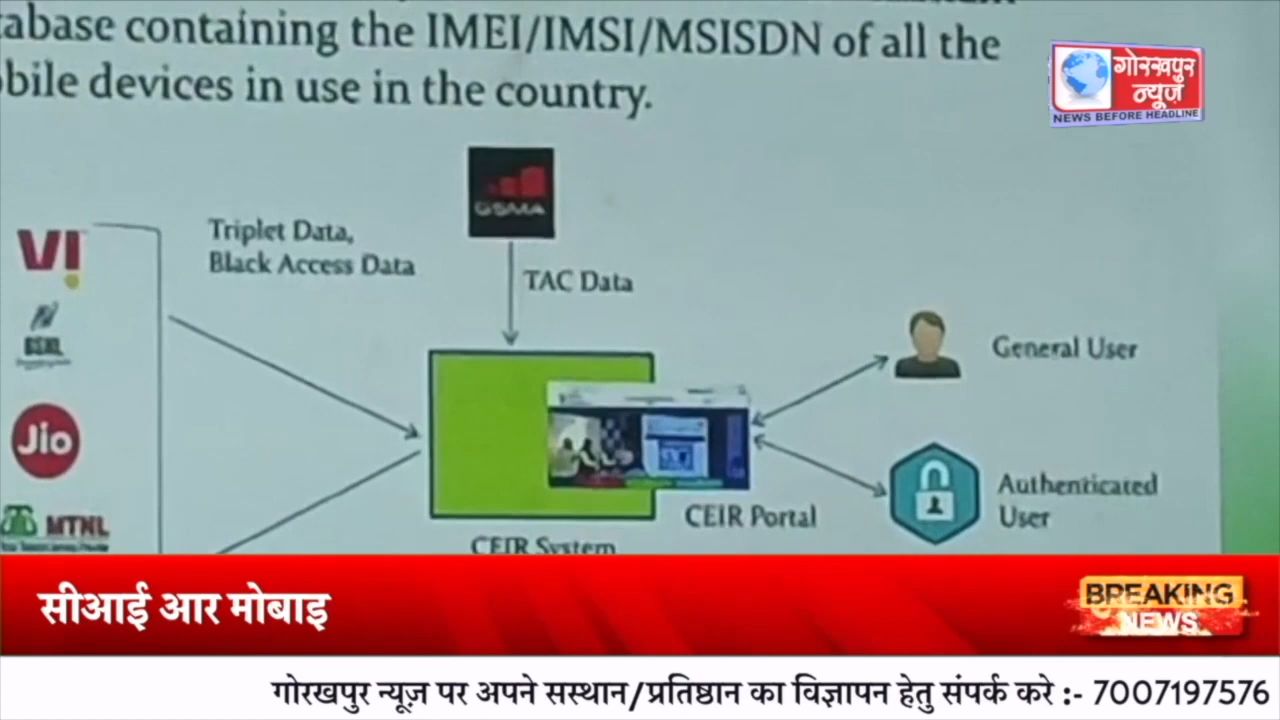 abase containing the IMEI/IMSI/MSISDN of all the
bile devices in use in the country.
गोरखपुर
न्यूज़
NEWS BEFORE HEADLINE
GSMA
Triplet Data,
Black Access Data
TAC Data
VI
BSNL
Jio
MTNL
General User
Authenticated
User
CEIR Portal
CEIR System
सीआई आर मोबाइ
BREAKING
NEWS
गोरखपुर न्यूज़ पर अपने सस्थान/प्रतिष्ठान का विज्ञापन हेतु संपर्क करे :- 7007197576